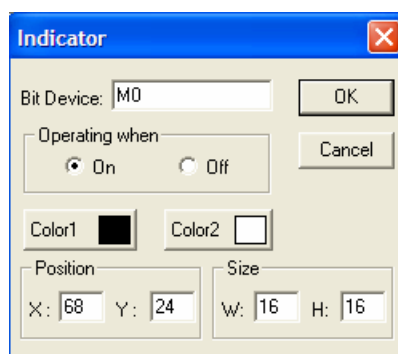 Indicator
Bit Device: M0 OK
Operating when
On Off Cancel
Color1 Color2
Position Size
X: 68 Y: 24 W: 16 H: 16